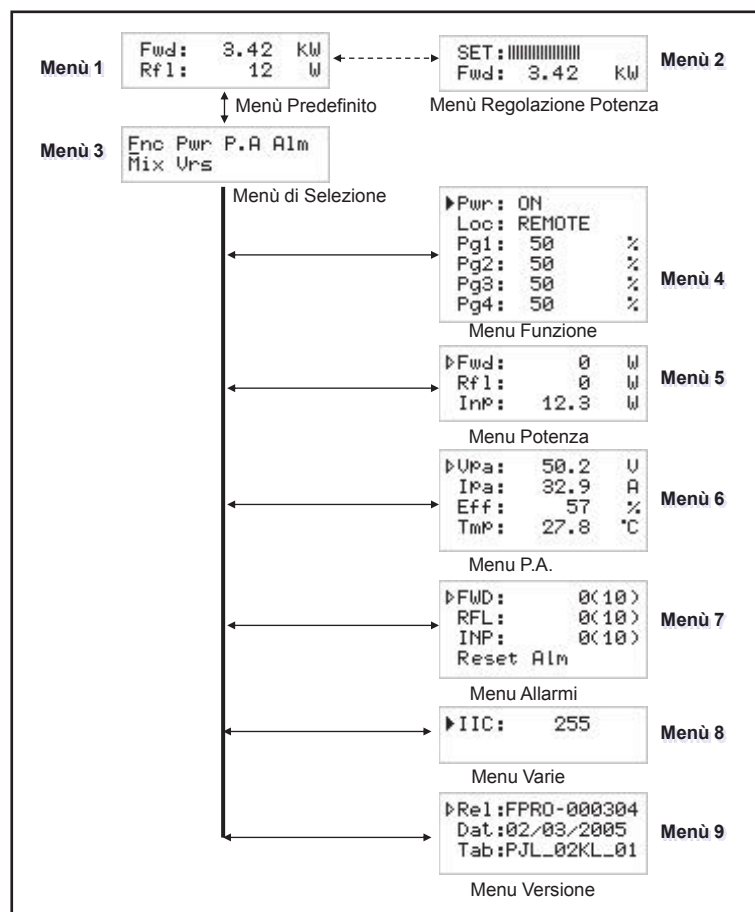 Menù 1
Fwd: 3.42 KW
Rfl: 12 W
SET:
Fwd: 3.42 KW
Menù 2
Menù Predefinito
Menù Regolazione Potenza
Menù 3
Fnc Pwr P.A Alm
Mix Vrs
Menù di Selezione
Pwr: ON
Loc: REMOTE
Pg1: 50 %
Pg2: 50 %
Pg3: 50 %
Pg4: 50 %
Menù 4
Menu Funzione
Fwd: 0 W
Rfl: 0 W
Inp: 12.3 W
Menù 5
Menu Potenza
Vpa: 50.2 V
Ipa: 32.9 A
Eff: 57 %
Tmp: 27.8 °C
Menù 6
Menu P.A.
FWD: 0(10)
RFL: 0(10)
INP: 0(10)
Reset Alm
Menù 7
Menu Allarmi
IIC: 255
Menù 8
Menu Varie
Rel:FPRO-000304
Dat:02/03/2005
Tab:PJL_02KL_01
Menù 9
Menu Versione